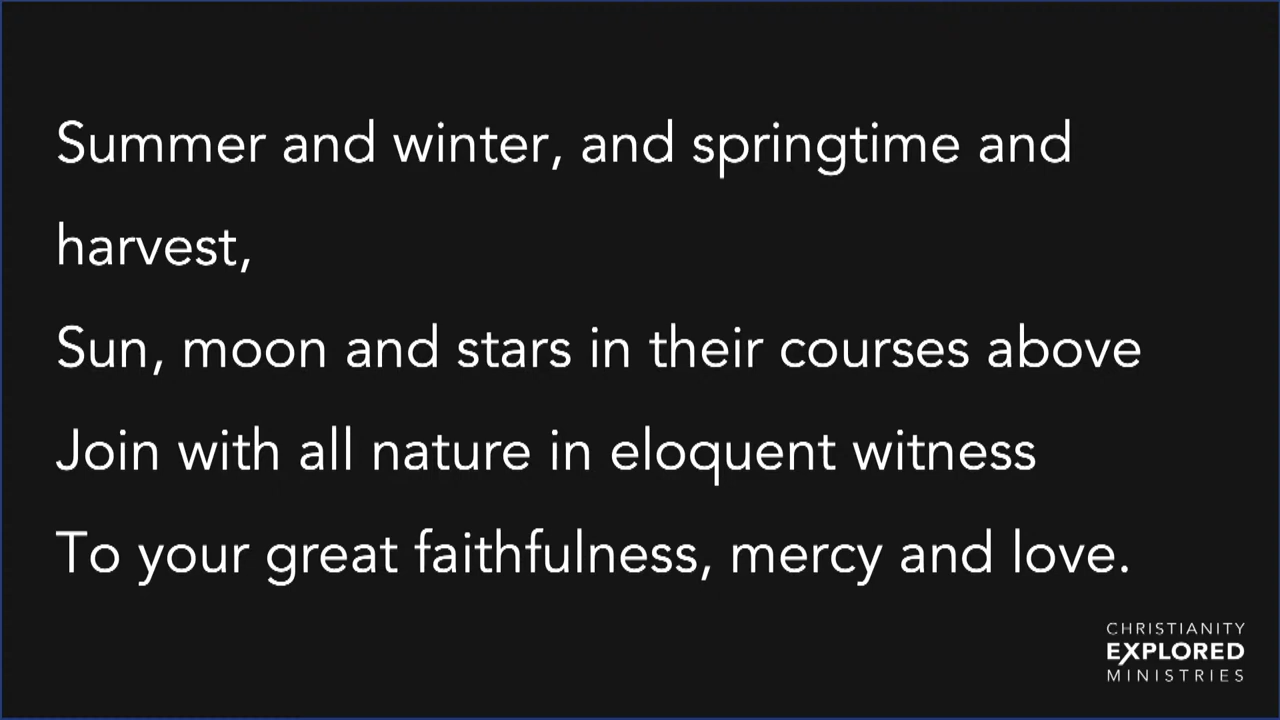 Summer and winter, and springtime and
harvest,
Sun, moon and stars in their courses above
Join with all nature in eloquent witness
To your great faithfulness, mercy and love.
CHRISTIANITY
EXPLORED
MINISTRIES